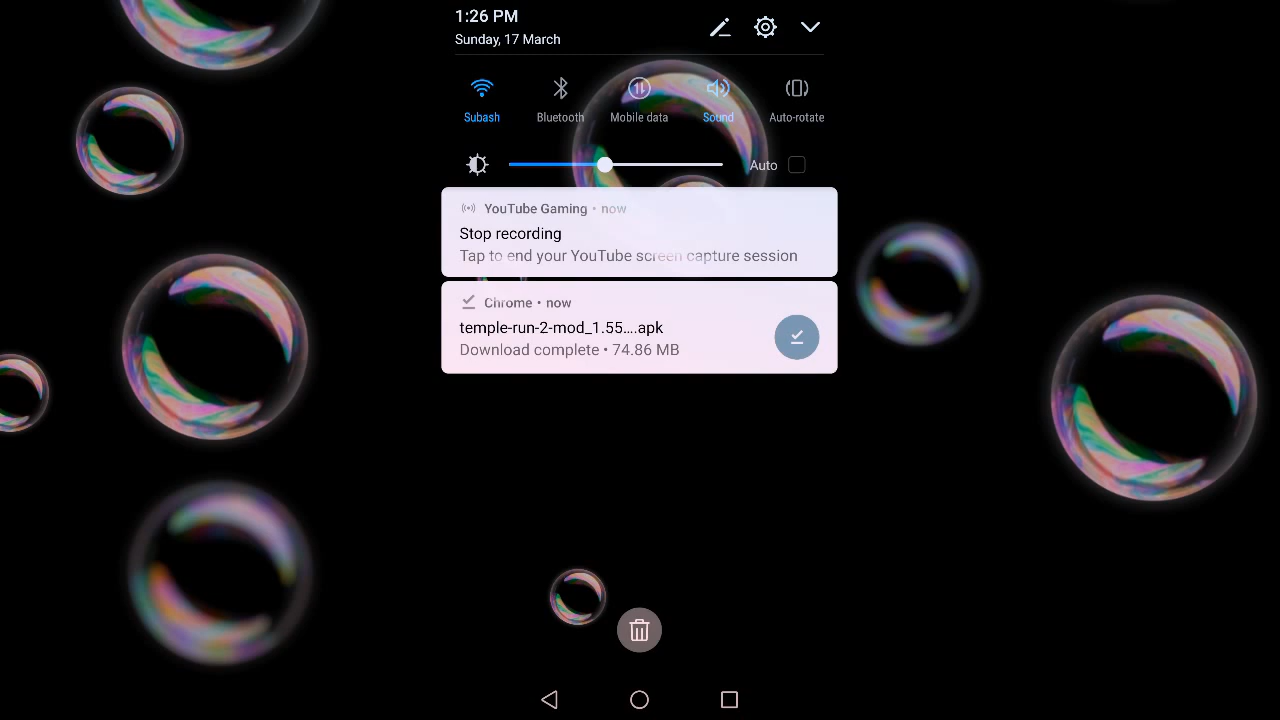 1:26 PM
Sunday, 17 March
Subash
Bluetooth
Mobile data
Sound
Auto-rotate
Auto
YouTube Gaming • now
Stop recording
Tap to end your YouTube screen capture session
Chrome • now
temple-run-2-mod_1.55....apk
Download complete • 74.86 MB